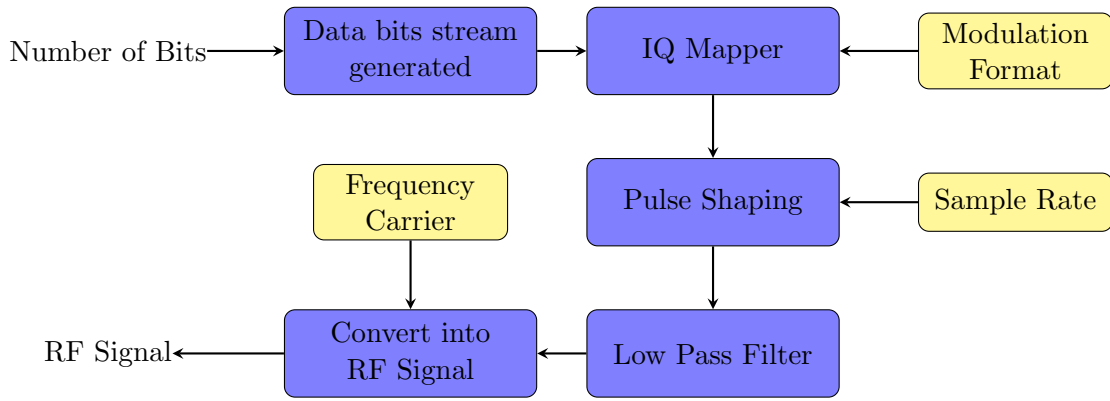 Number of Bits
Data bits stream
generated
IQ Mapper
Modulation
Format
Frequency
Carrier
Pulse Shaping
Sample Rate
RF Signal
Convert into
RF Signal
Low Pass Filter